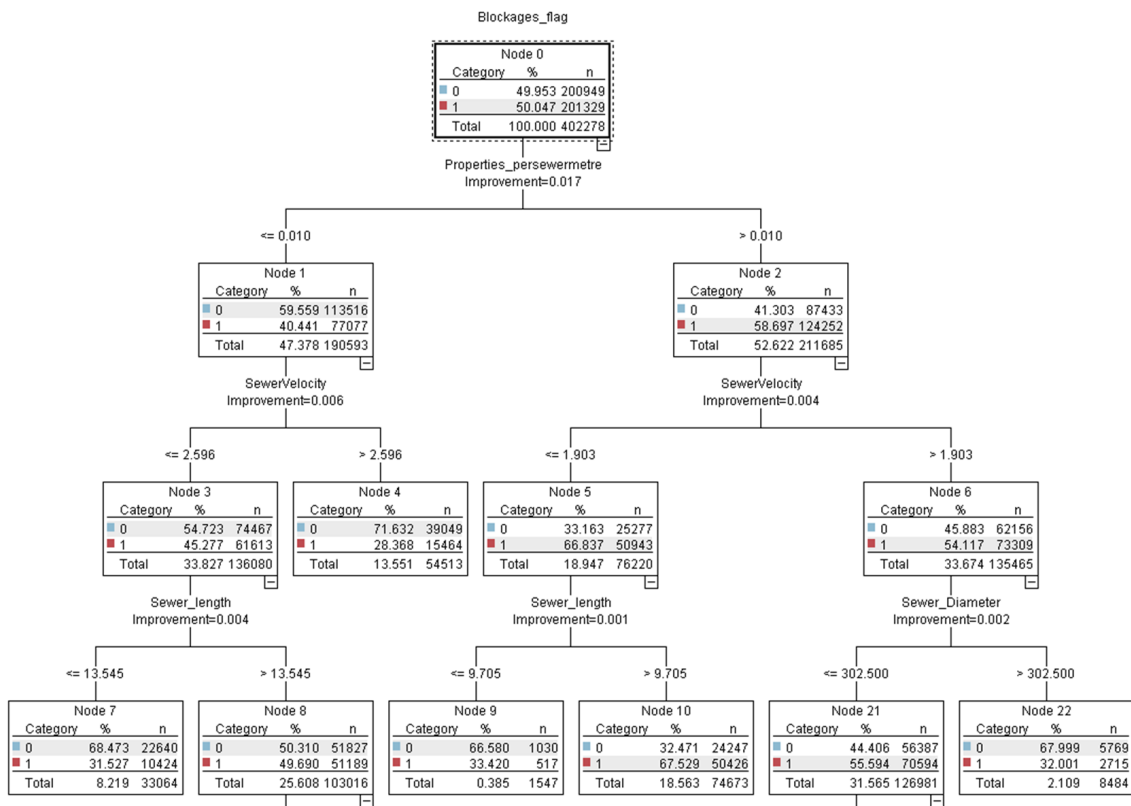 Blockages_flag
Node 0
Category % n
0 49.953 200949
1 50.047 201329
Total 100.000 402278
Properties_persewermetre
Improvement=0.017
<= 0.010
> 0.010
Node 1
Category % n
0 59.559 113516
1 40.441 77077
Total 47.378 190593
Node 2
Category % n
0 41.303 87433
1 58.697 124252
Total 52.622 211685
SewerVelocity
Improvement=0.006
SewerVelocity
Improvement=0.004
<= 2.596
> 2.596
<= 1.903
> 1.903
Node 3
Category % n
0 54.723 74467
1 45.277 61613
Total 33.827 136080
Node 4
Category % n
0 71.632 39049
1 28.368 15464
Total 13.551 54513
Node 5
Category % n
0 33.163 25277
1 66.837 50943
Total 18.947 76220
Node 6
Category % n
0 45.883 62156
1 54.117 73309
Total 33.674 135465
Sewer_length
Improvement=0.004
Sewer_length
Improvement=0.001
Sewer_Diameter
Improvement=0.002
<= 13.545
> 13.545
<= 9.705
> 9.705
<= 302.500
> 302.500
Node 7
Category % n
0 68.473 22640
1 31.527 10424
Total 8.219 33064
Node 8
Category % n
0 50.310 51827
1 49.690 51189
Total 25.608 103016
Node 9
Category % n
0 66.580 1030
1 33.420 517
Total 0.385 1547
Node 10
Category % n
0 32.471 24247
1 67.529 50426
Total 18.563 74673
Node 21
Category % n
0 44.406 56387
1 55.594 70594
Total 31.565 126981
Node 22
Category % n
0 67.999 5769
1 32.001 2715
Total 2.109 8484